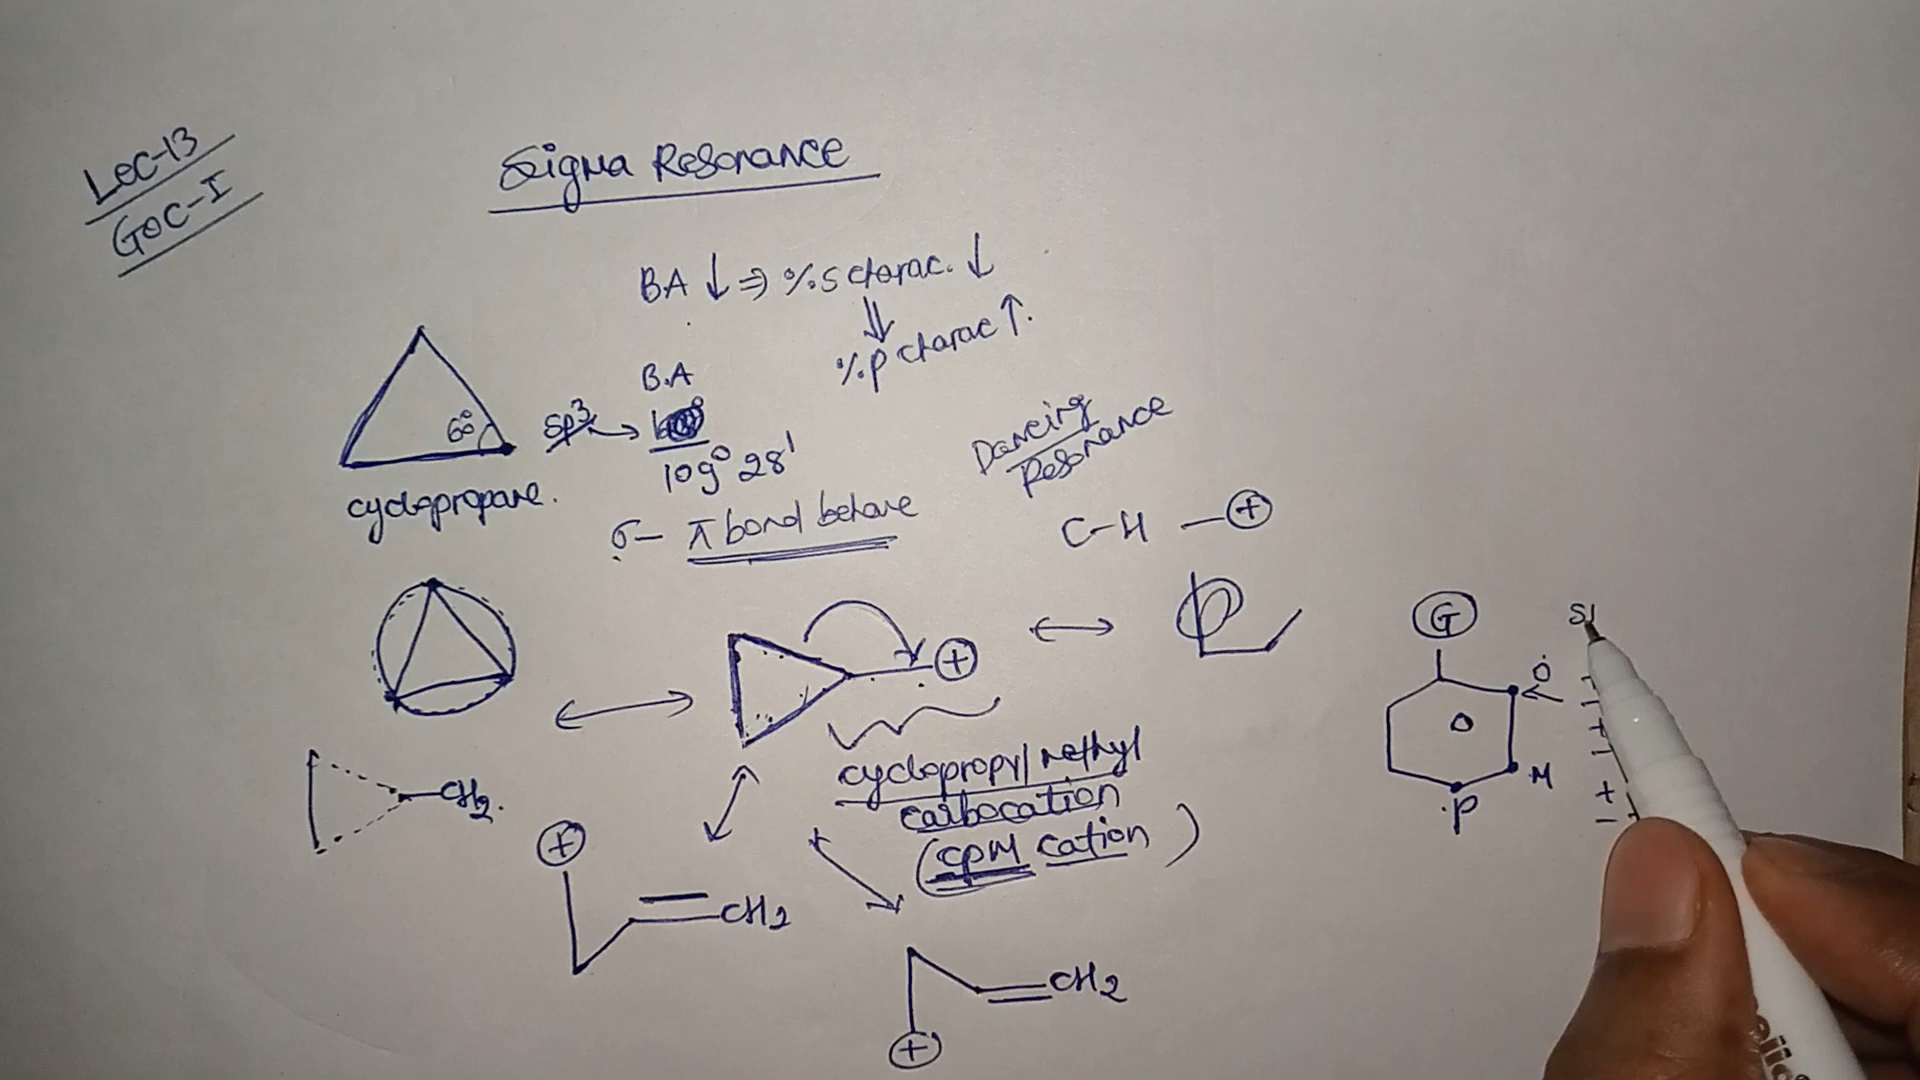 Lec-13
GOC-I
Sigma Resonance
BA ↓ ⇒ %s charac. ↓
⇓
%p charac ↑.
60°
sp3 →
B.A
109° 28'
cyclopropane.
σ- π bond behave
Dancing
Resonance
C-H - +
+
cyclopropyl methyl
carbocation
(CPM cation)
CH2.
+
CH2
CH2
+
G
O
M
P